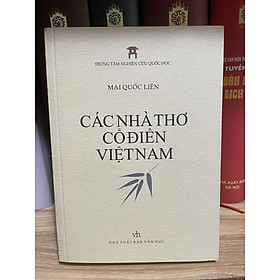 TRUNG TÂM NGHIÊN CỨU QUỐC HỌC
MAI QUỐC LIÊN
CÁC NHÀ THƠ
CỔ ĐIỂN
VIỆT NAM
vh
NHÀ XUẤT BẢN VĂN HỌC